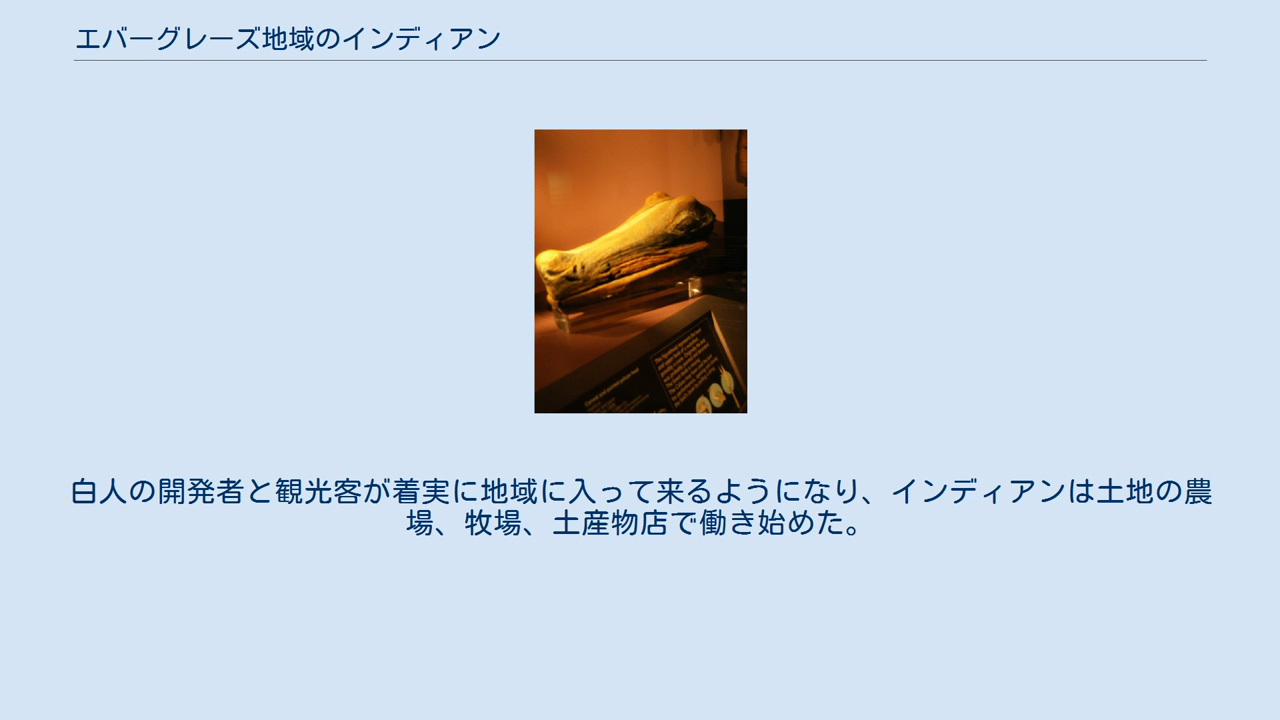 エバーグレーズ地域のインディアン
白人の開発者と観光客が着実に地域に入って来るようになり、インディアンは土地の農
場、牧場、土産物店で働き始めた。